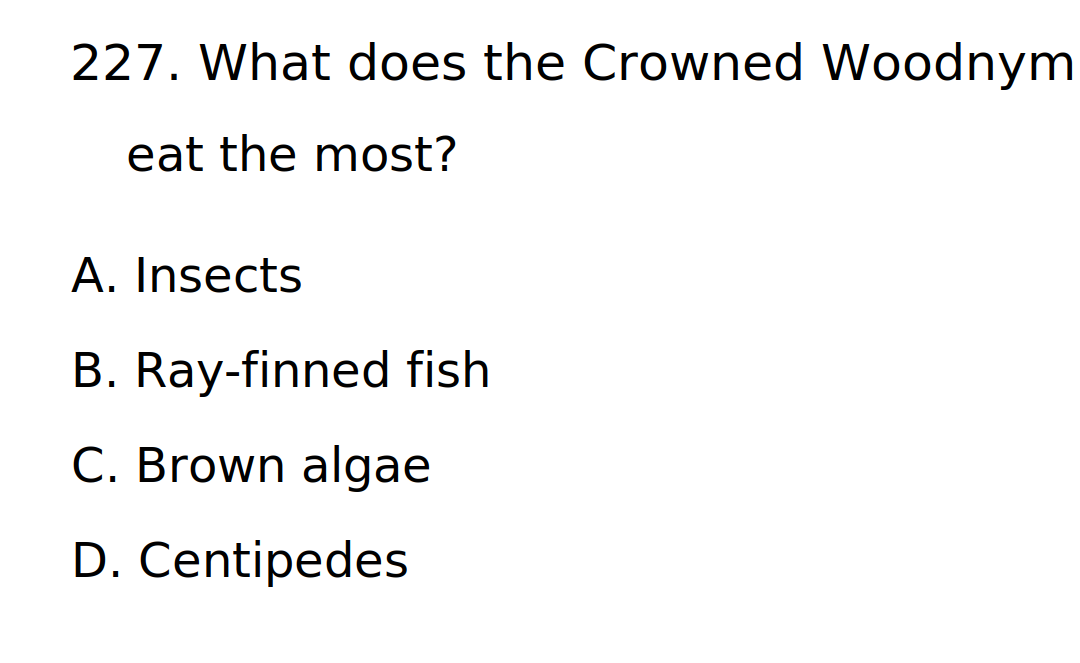 227. What does the Crowned Woodnym
eat the most?
A. Insects
B. Ray-finned fish
C. Brown algae
D. Centipedes